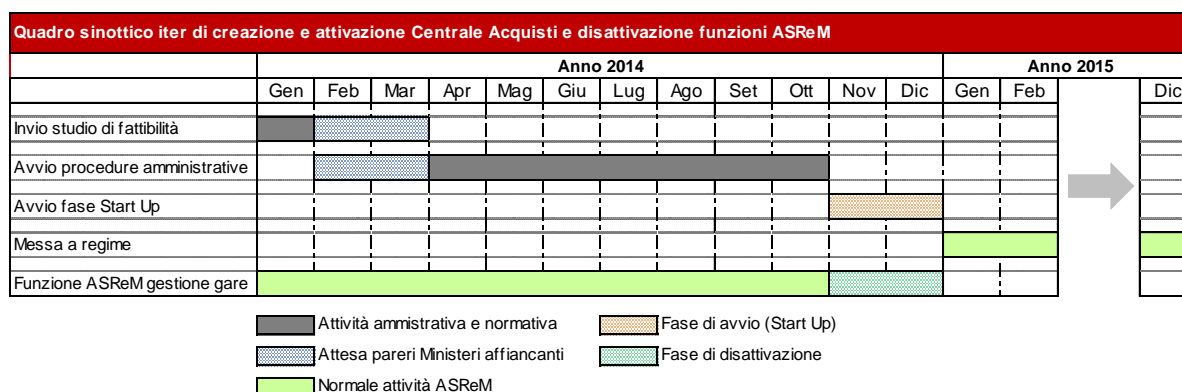 Quadro sinottico iter di creazione e attivazione Centrale Acquisti e disattivazione funzioni ASReM
Anno 2014 Anno 2015
Gen Feb Mar Apr Mag Giu Lug Ago Set Ott Nov Dic Gen Feb Dic
Invio studio di fattibilità
Avvio procedure amministrative
Avvio fase Start Up
Messa a regime
Funzione ASReM gestione gare
Attività ammistrativa e normativa Fase di avvio (Start Up)
Attesa pareri Ministeri affiancanti Fase di disattivazione
Normale attività ASReM